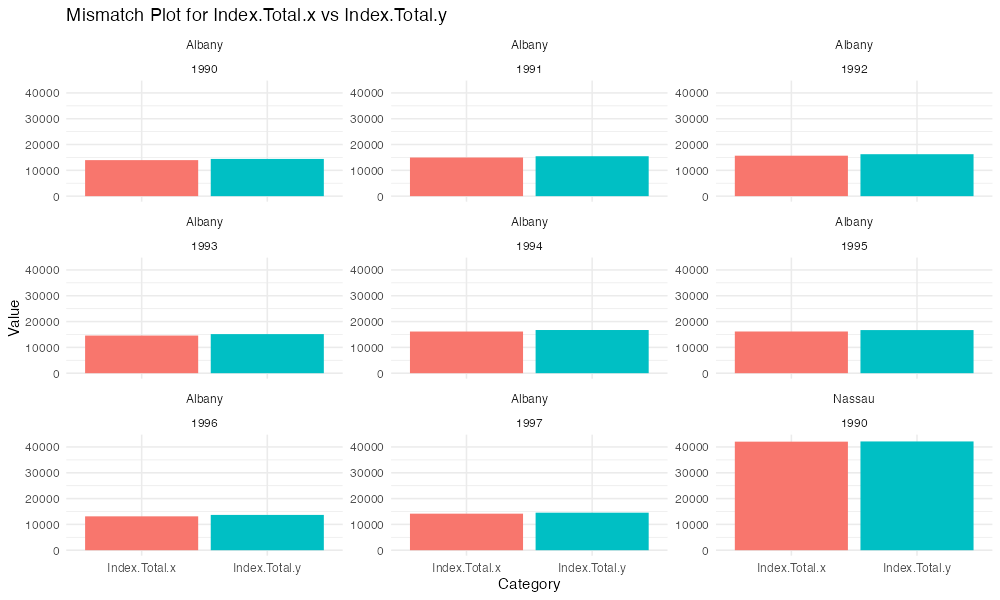 Mismatch Plot for Index.Total.x vs Index.Total.y
Albany Albany Albany
1990 1991 1992
40000 40000 40000
30000 30000 30000
20000 20000 20000
10000 10000 10000
0 0 0
Albany Albany Albany
1993 1994 1995
40000 40000 40000
30000 30000 30000
20000 20000 20000
10000 10000 10000
0 0 0
Value
Albany Albany Nassau
1996 1997 1990
40000 40000 40000
30000 30000 30000
20000 20000 20000
10000 10000 10000
0 0 0
Index.Total.x Index.Total.y Index.Total.x Index.Total.y Index.Total.x Index.Total.y
Category